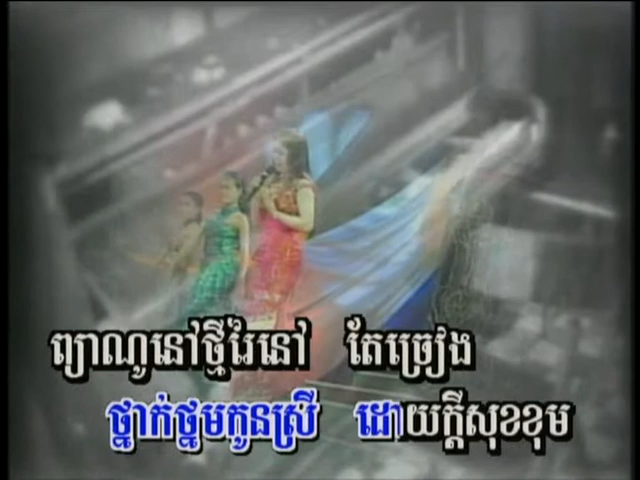 ព្យាណូនៅថ្មីរៃនៅ តែច្រៀង
ថ្នាក់ថ្នមកូនស្រី ដោយក្ដីសុខខុម